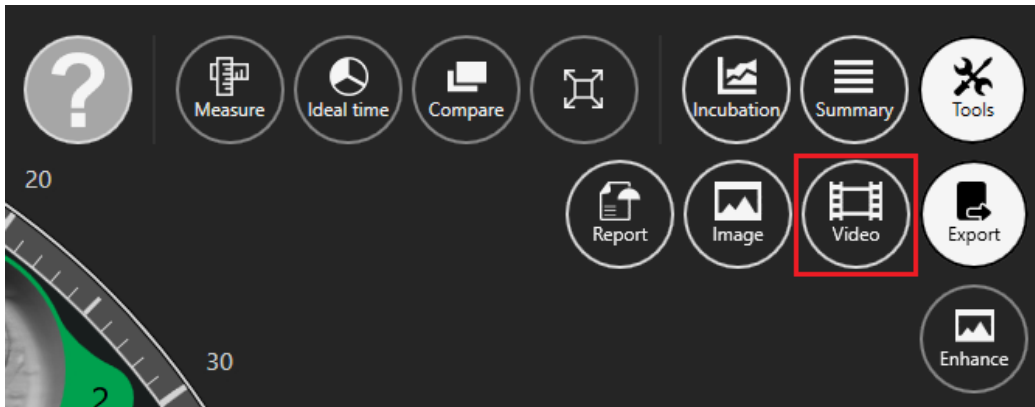 ?
Measure
Ideal time
Compare
Incubation
Summary
Tools
20
Report
Image
Video
Export
30
Enhance
2